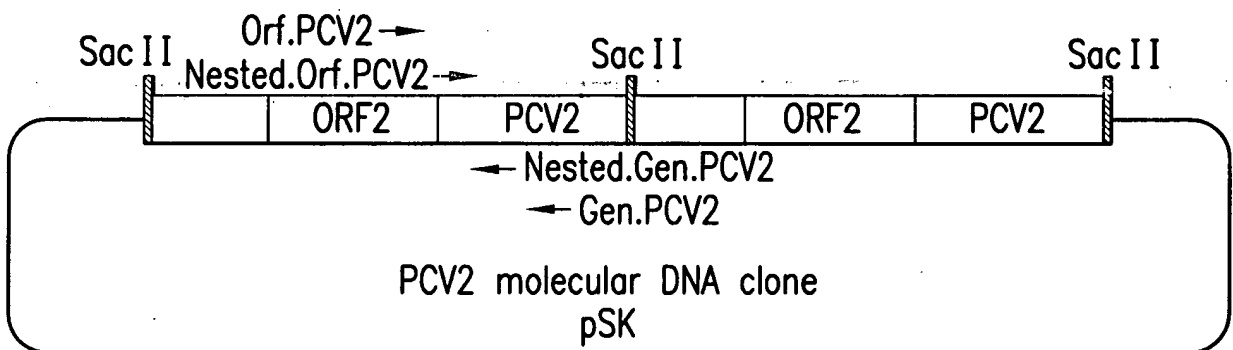 Orf.PCV2
Sac II
Sac II
Sac II
Nested.Orf.PCV2
ORF2
PCV2
ORF2
PCV2
Nested.Gen.PCV2
Gen.PCV2
PCV2 molecular DNA clone
pSK